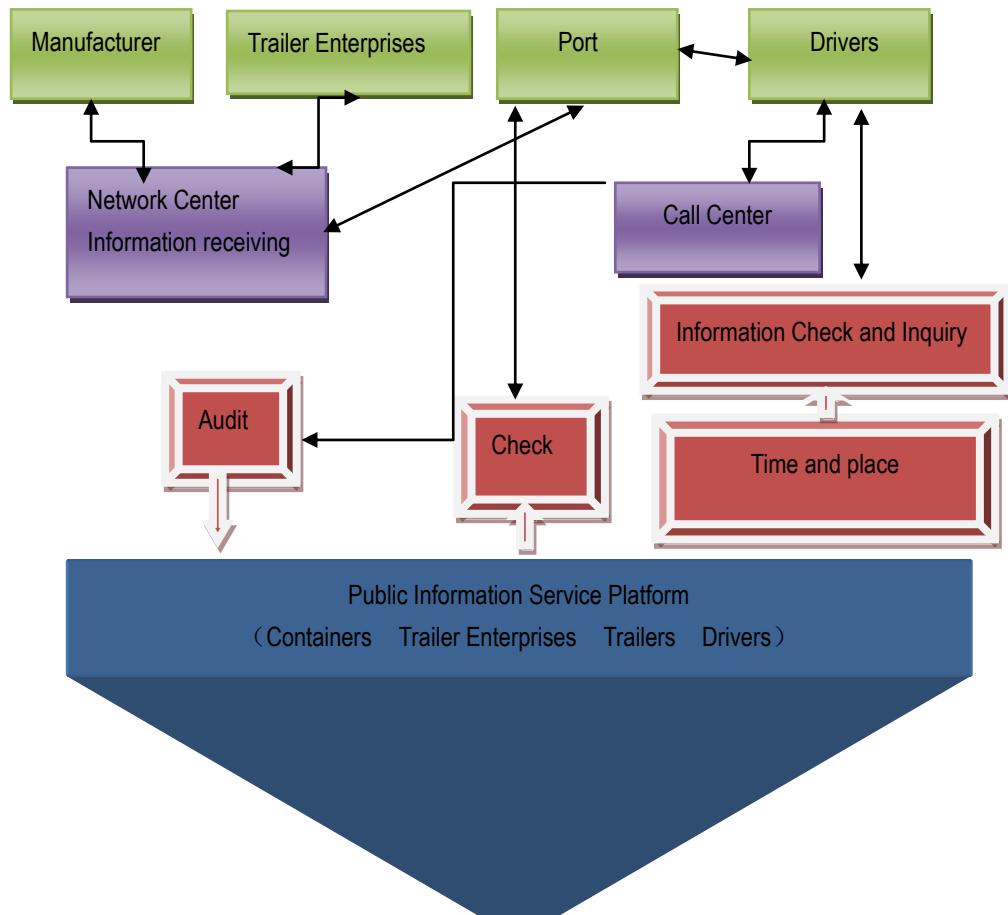 Manufacturer
Trailer Enterprises
Port
Drivers
Network Center
Information receiving
Call Center
Information Check and Inquiry
Audit
Check
Time and place
Public Information Service Platform
（Containers Trailer Enterprises Trailers Drivers）